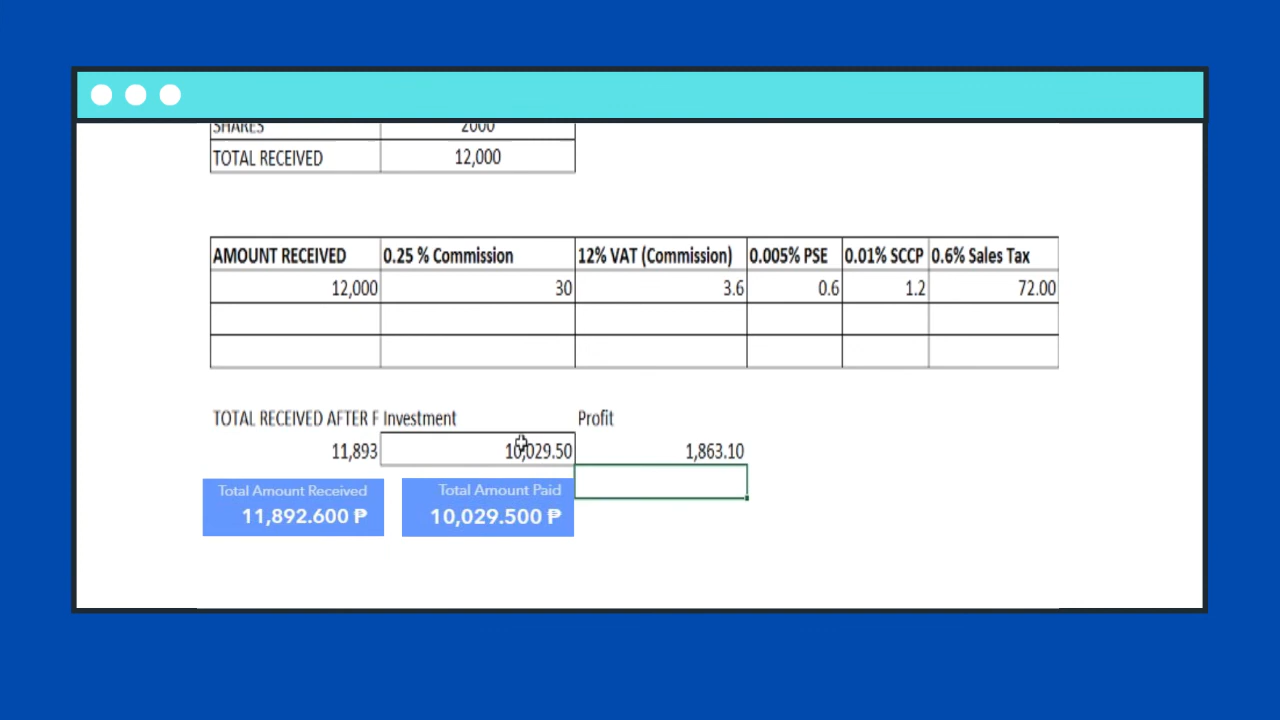 SHARES 2000
TOTAL RECEIVED 12,000
AMOUNT RECEIVED 0.25 % Commission 12% VAT (Commission) 0.005% PSE 0.01% SCCP 0.6% Sales Tax
12,000 30 3.6 0.6 1.2 72.00
TOTAL RECEIVED AFTER F Investment Profit
11,893 10,029.50 1,863.10
Total Amount Received Total Amount Paid
11,892.600 ₱ 10,029.500 ₱